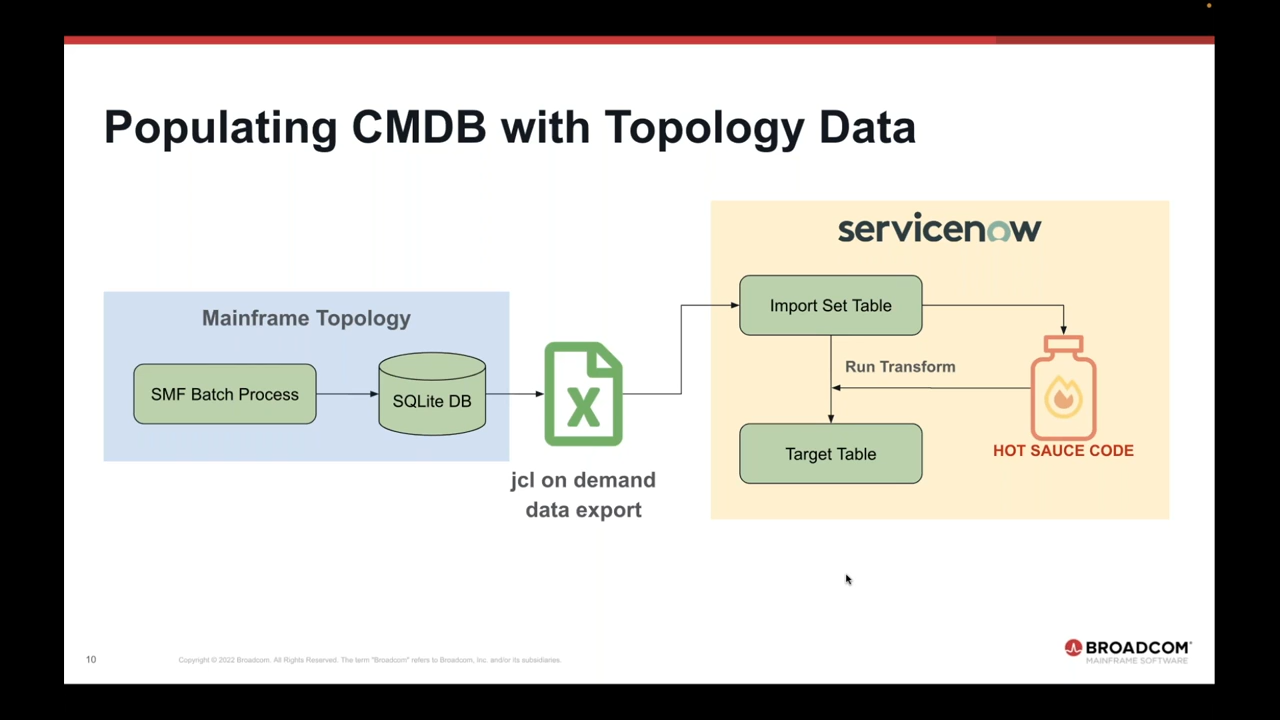 Populating CMDB with Topology Data
servicenow
Mainframe Topology
SMF Batch Process
SQLite DB
X
jcl on demand
data export
Import Set Table
Run Transform
Target Table
HOT SAUCE CODE
10
Copyright © 2022 Broadcom. All Rights Reserved. The term "Broadcom" refers to Broadcom, Inc. and/or its subsidiaries.
BROADCOM®
MAINFRAME SOFTWARE